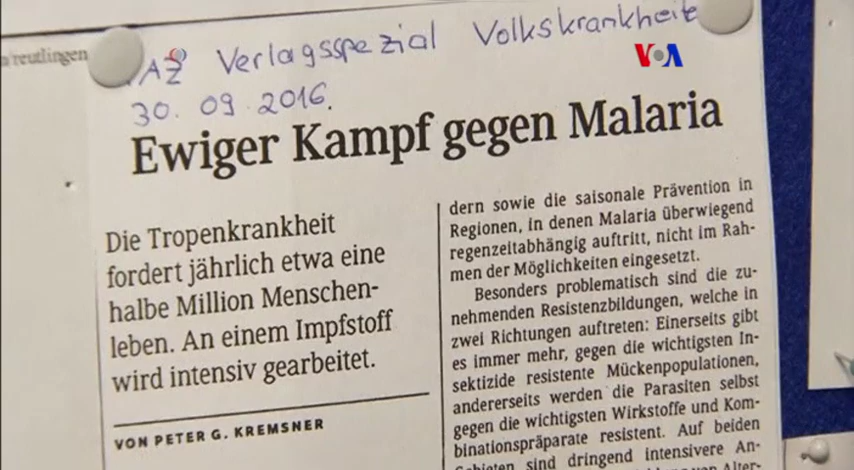 reutlingen
AZ Verlagsspezial Volkskrankheite
30. 09. 2016.
VOA
Ewiger Kampf gegen Malaria
Die Tropenkrankheit
fordert jährlich etwa eine
halbe Million Menschen-
leben. An einem Impfstoff
wird intensiv gearbeitet.
VON PETER G. KREMSNER
dern sowie die saisonale Prävention in
Regionen, in denen Malaria überwiegend
regenzeitabhängig auftritt, nicht im Rah-
men der Möglichkeiten eingesetzt.
Besonders problematisch sind die zu-
nehmenden Resistenzbildungen, welche in
zwei Richtungen auftreten: Einerseits gibt
es immer mehr, gegen die wichtigsten In-
sektizide resistente Mückenpopulationen,
andererseits werden die Parasiten selbst
gegen die wichtigsten Wirkstoffe und Kom-
binationspräparate resistent. Auf beiden
Gebieten sind dringend intensivere An-